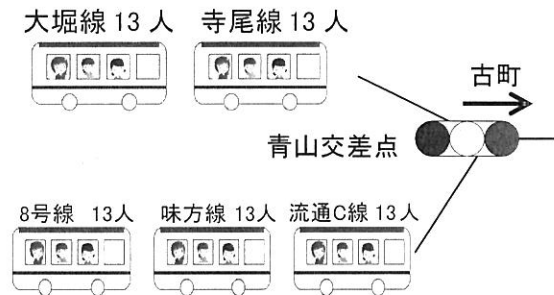 大堀線 13 人
寺尾線 13 人
古町
青山交差点
8号線 13人
味方線 13人
流通C線 13人